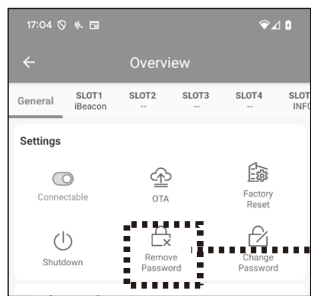 17:04
Overview
General
SLOT1 SLOT2 SLOT3 SLOT4 SLOT
iBeacon -- -- -- INFO
Settings
Connectable OTA Factory
Reset
Shutdown Remove Change
Password Password